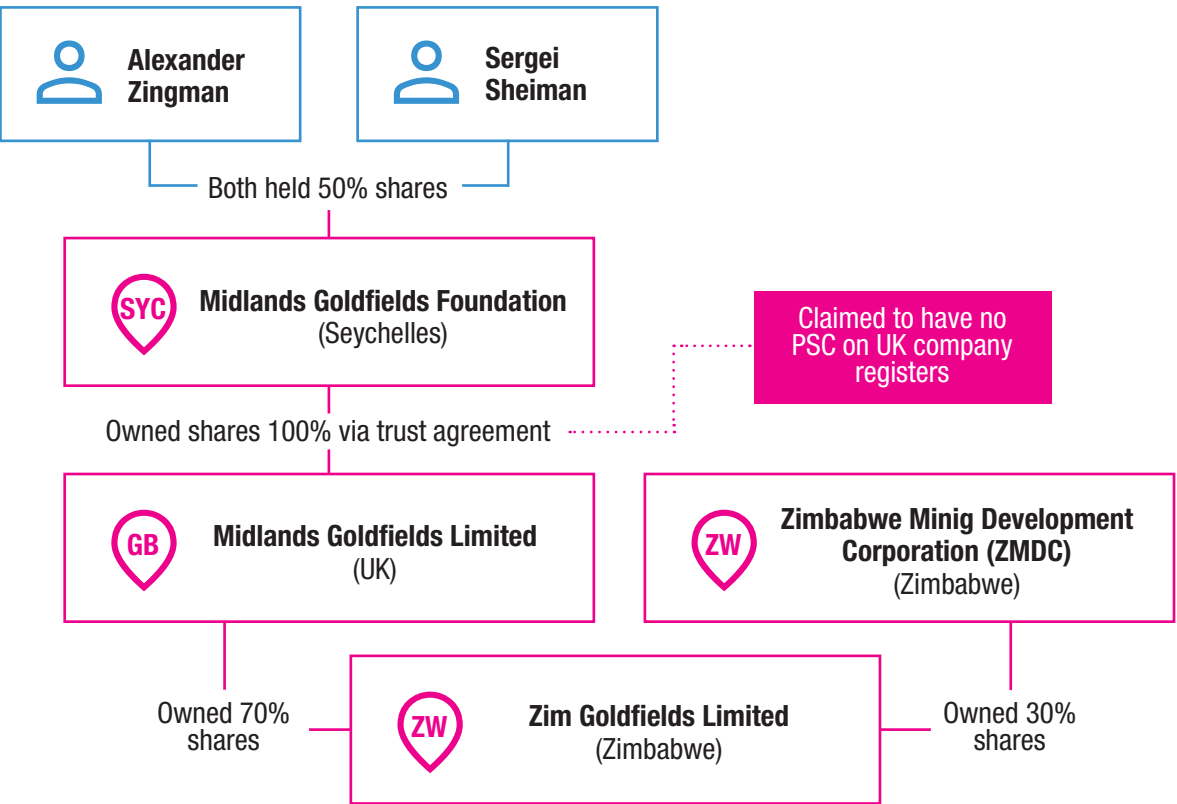 Alexander
Zingman
Sergei
Sheiman
Both held 50% shares
SYC
Midlands Goldfields Foundation
(Seychelles)
Claimed to have no
PSC on UK company
registers
Owned shares 100% via trust agreement
GB
Midlands Goldfields Limited
(UK)
ZW
Zimbabwe Minig Development
Corporation (ZMDC)
(Zimbabwe)
Owned 70%
shares
ZW
Zim Goldfields Limited
(Zimbabwe)
Owned 30%
shares